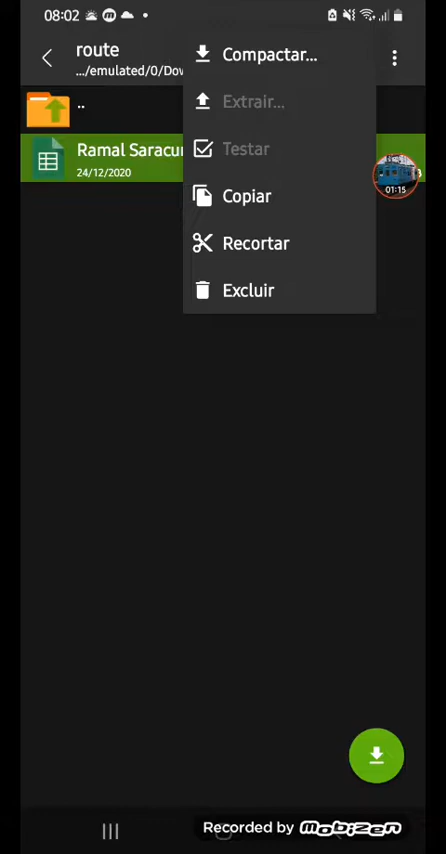 08:02
route
.../emulated/0/Dov
..
Ramal Saracu
24/12/2020
01:15
Compactar...
Extrair...
Testar
Copiar
Recortar
Excluir
Recorded by mobizen